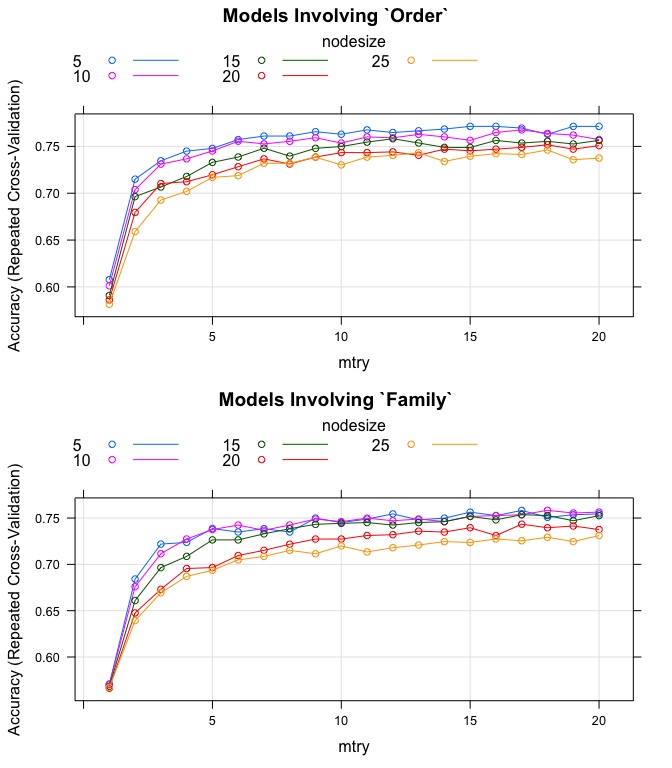 Models Involving `Order`
nodesize
5 15 25
10 20
Accuracy (Repeated Cross-Validation)
0.75
0.70
0.65
0.60
5 10 15 20
mtry
Models Involving `Family`
nodesize
5 15 25
10 20
Accuracy (Repeated Cross-Validation)
0.75
0.70
0.65
0.60
5 10 15 20
mtry